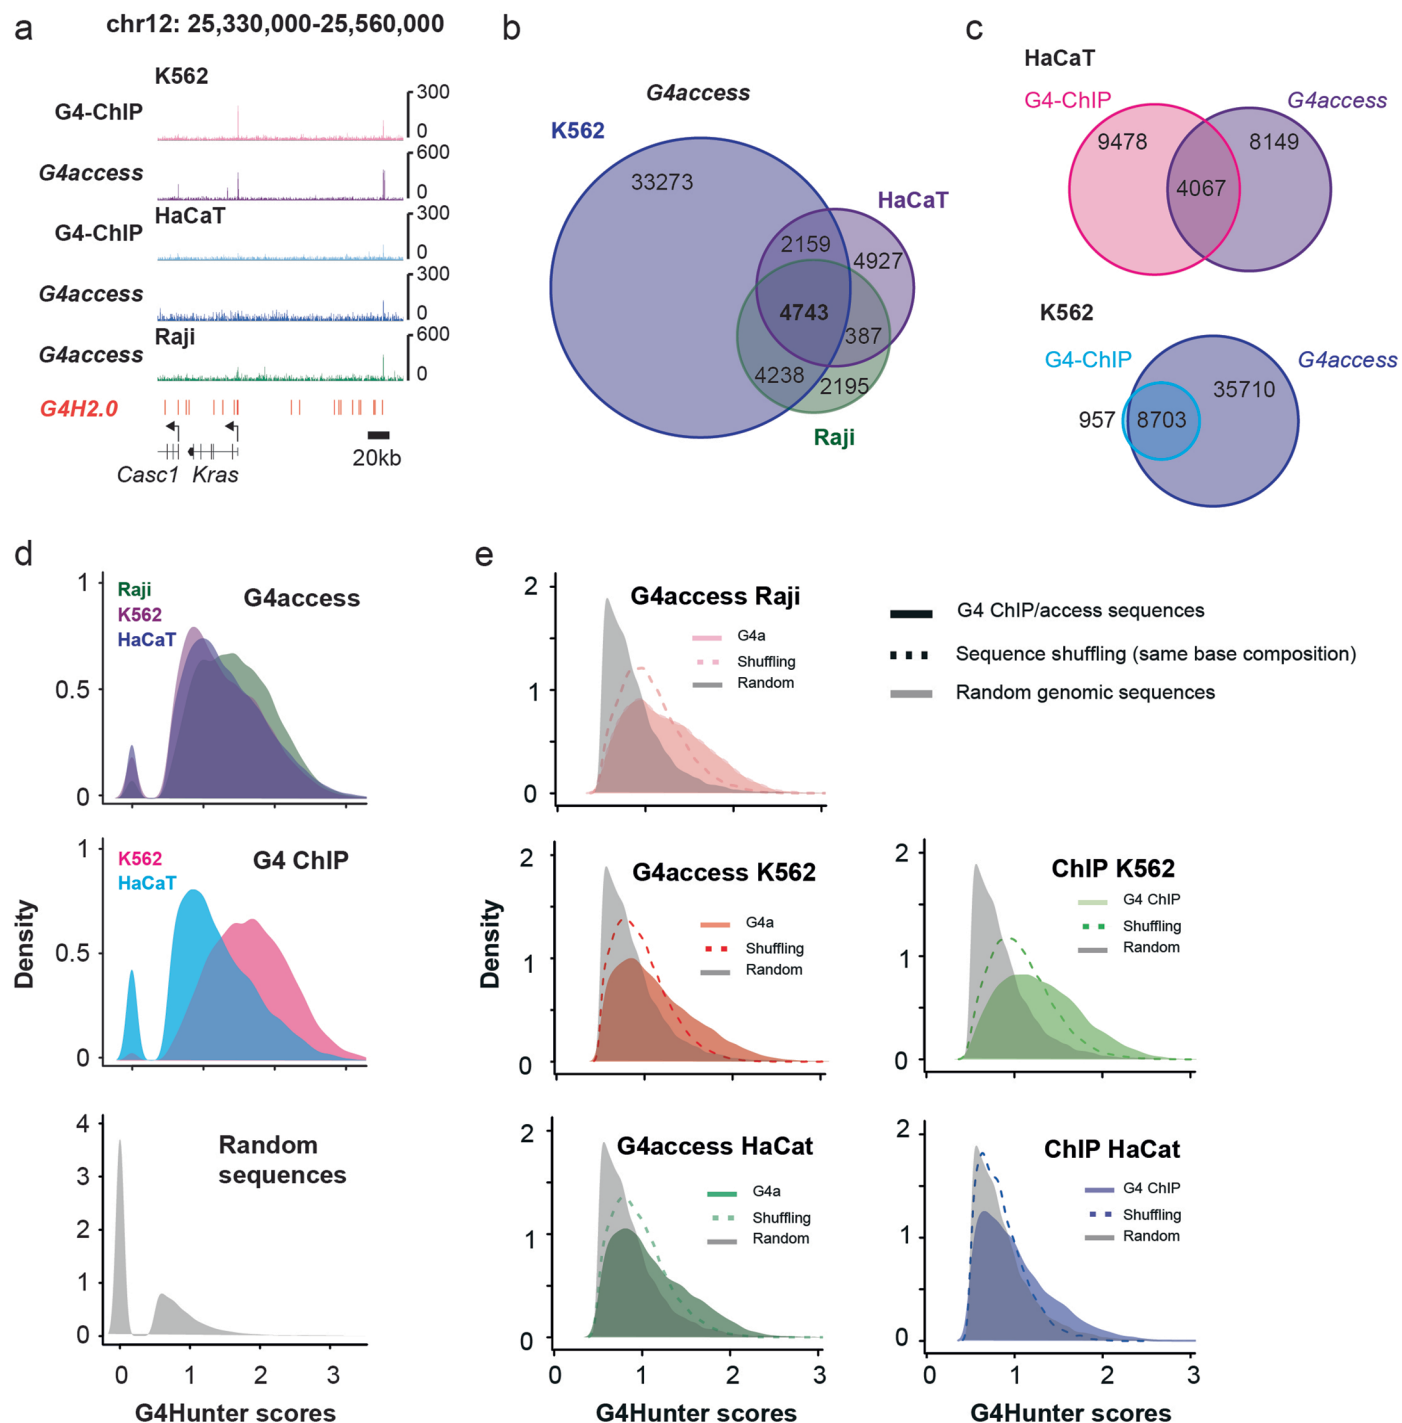 a
chr12: 25,330,000-25,560,000
K562
G4-ChIP
300
0
G4access
600
0
HaCaT
G4-ChIP
300
0
G4access
300
0
Raji
G4access
600
0
G4H2.0
20kb
Casc1 Kras
b
G4access
K562
33273
HaCaT
2159
4927
4743
387
4238
2195
Raji
c
HaCaT
G4-ChIP
G4access
9478
8149
4067
K562
G4-ChIP
G4access
35710
957
8703
d
1
0.5
0
Raji
K562
HaCaT
G4access
1
0.5
0
K562
HaCaT
G4 ChIP
Density
4
3
2
1
0
Random
sequences
0 1 2 3
G4Hunter scores
e
2
1
0
G4access Raji
G4a
Shuffling
Random
G4 ChIP/access sequences
Sequence shuffling (same base composition)
Random genomic sequences
2
1
0
G4access K562
G4a
Shuffling
Random
Density
2
1
0
ChIP K562
G4 ChIP
Shuffling
Random
2
1
0
G4access HaCat
G4a
Shuffling
Random
0 1 2 3
G4Hunter scores
2
1
0
ChIP HaCat
G4 ChIP
Shuffling
Random
0 1 2 3
G4Hunter scores